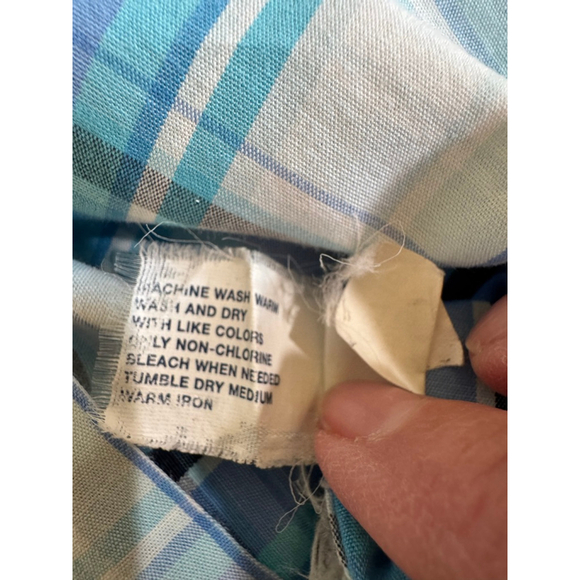 MACHINE WASH WARM
WASH AND DRY
WITH LIKE COLORS
ONLY NON-CHLORINE
BLEACH WHEN NEEDED
TUMBLE DRY MEDIUM
WARM IRON